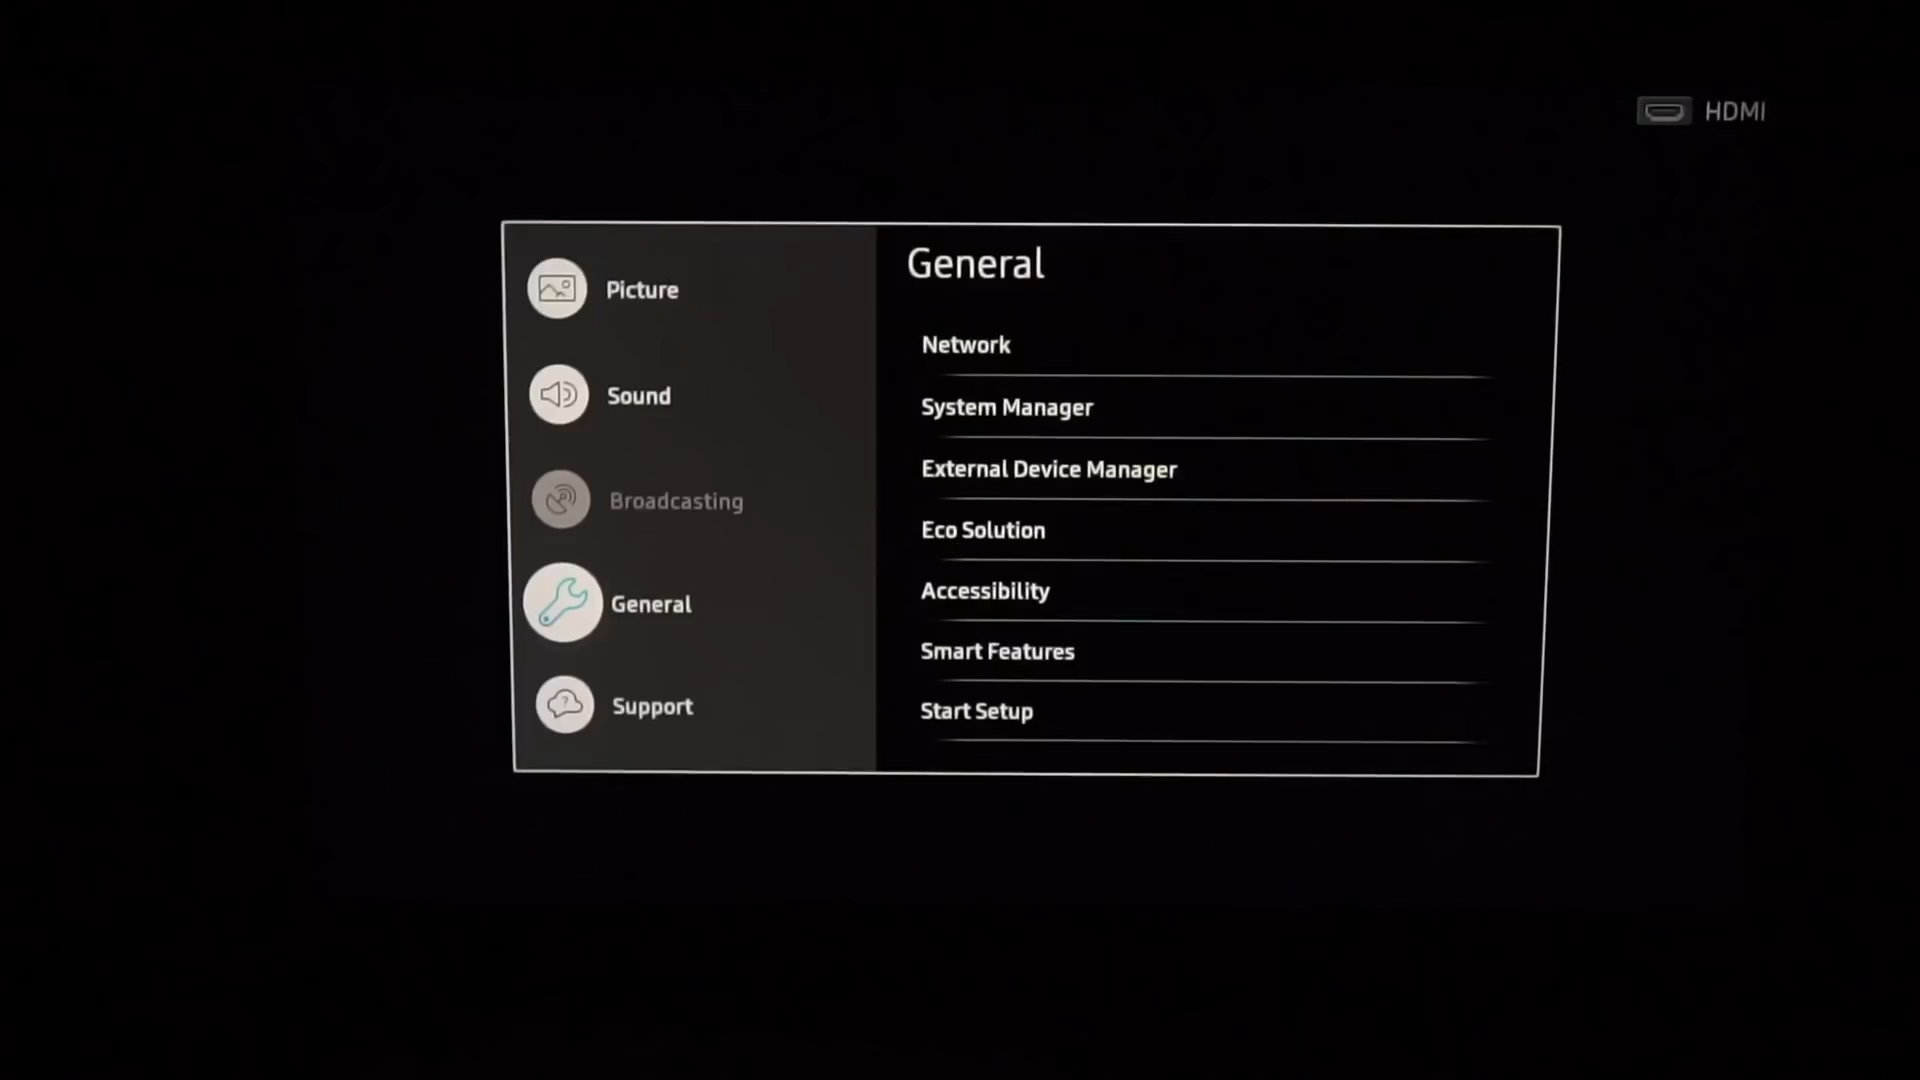 HDMI
Picture
Sound
Broadcasting
General
Support
General
Network
System Manager
External Device Manager
Eco Solution
Accessibility
Smart Features
Start Setup